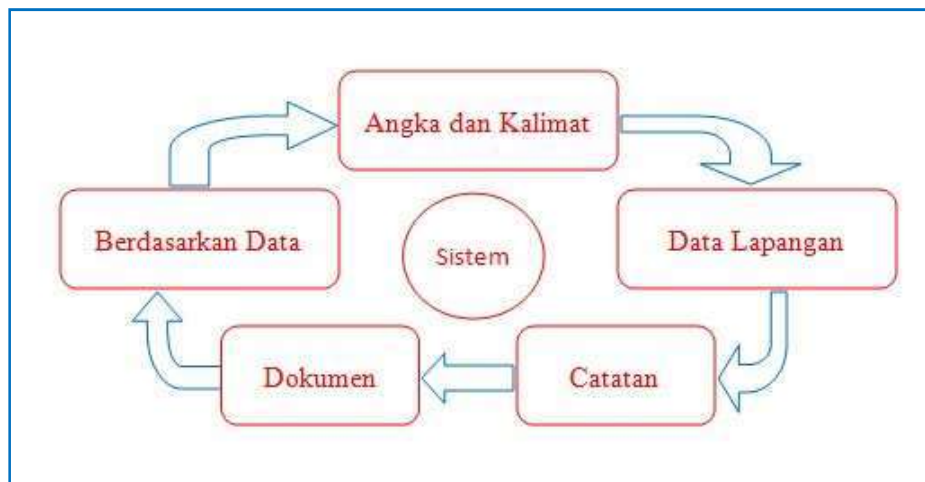 Angka dan Kalimat
Berdasarkan Data
Sistem
Data Lapangan
Dokumen
Catatan